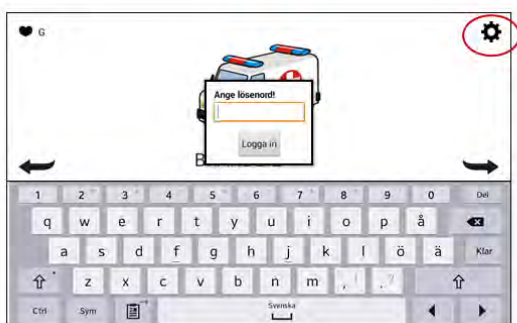 G
Ange lösenord!
Logga in
1 2 3 4 5 6 7 8 9 0 Del
q w e r t y u i o p å
a s d f g h j k l ö ä Klar
z x c v b n m , ! . ?
Ctrl Sym Svenska